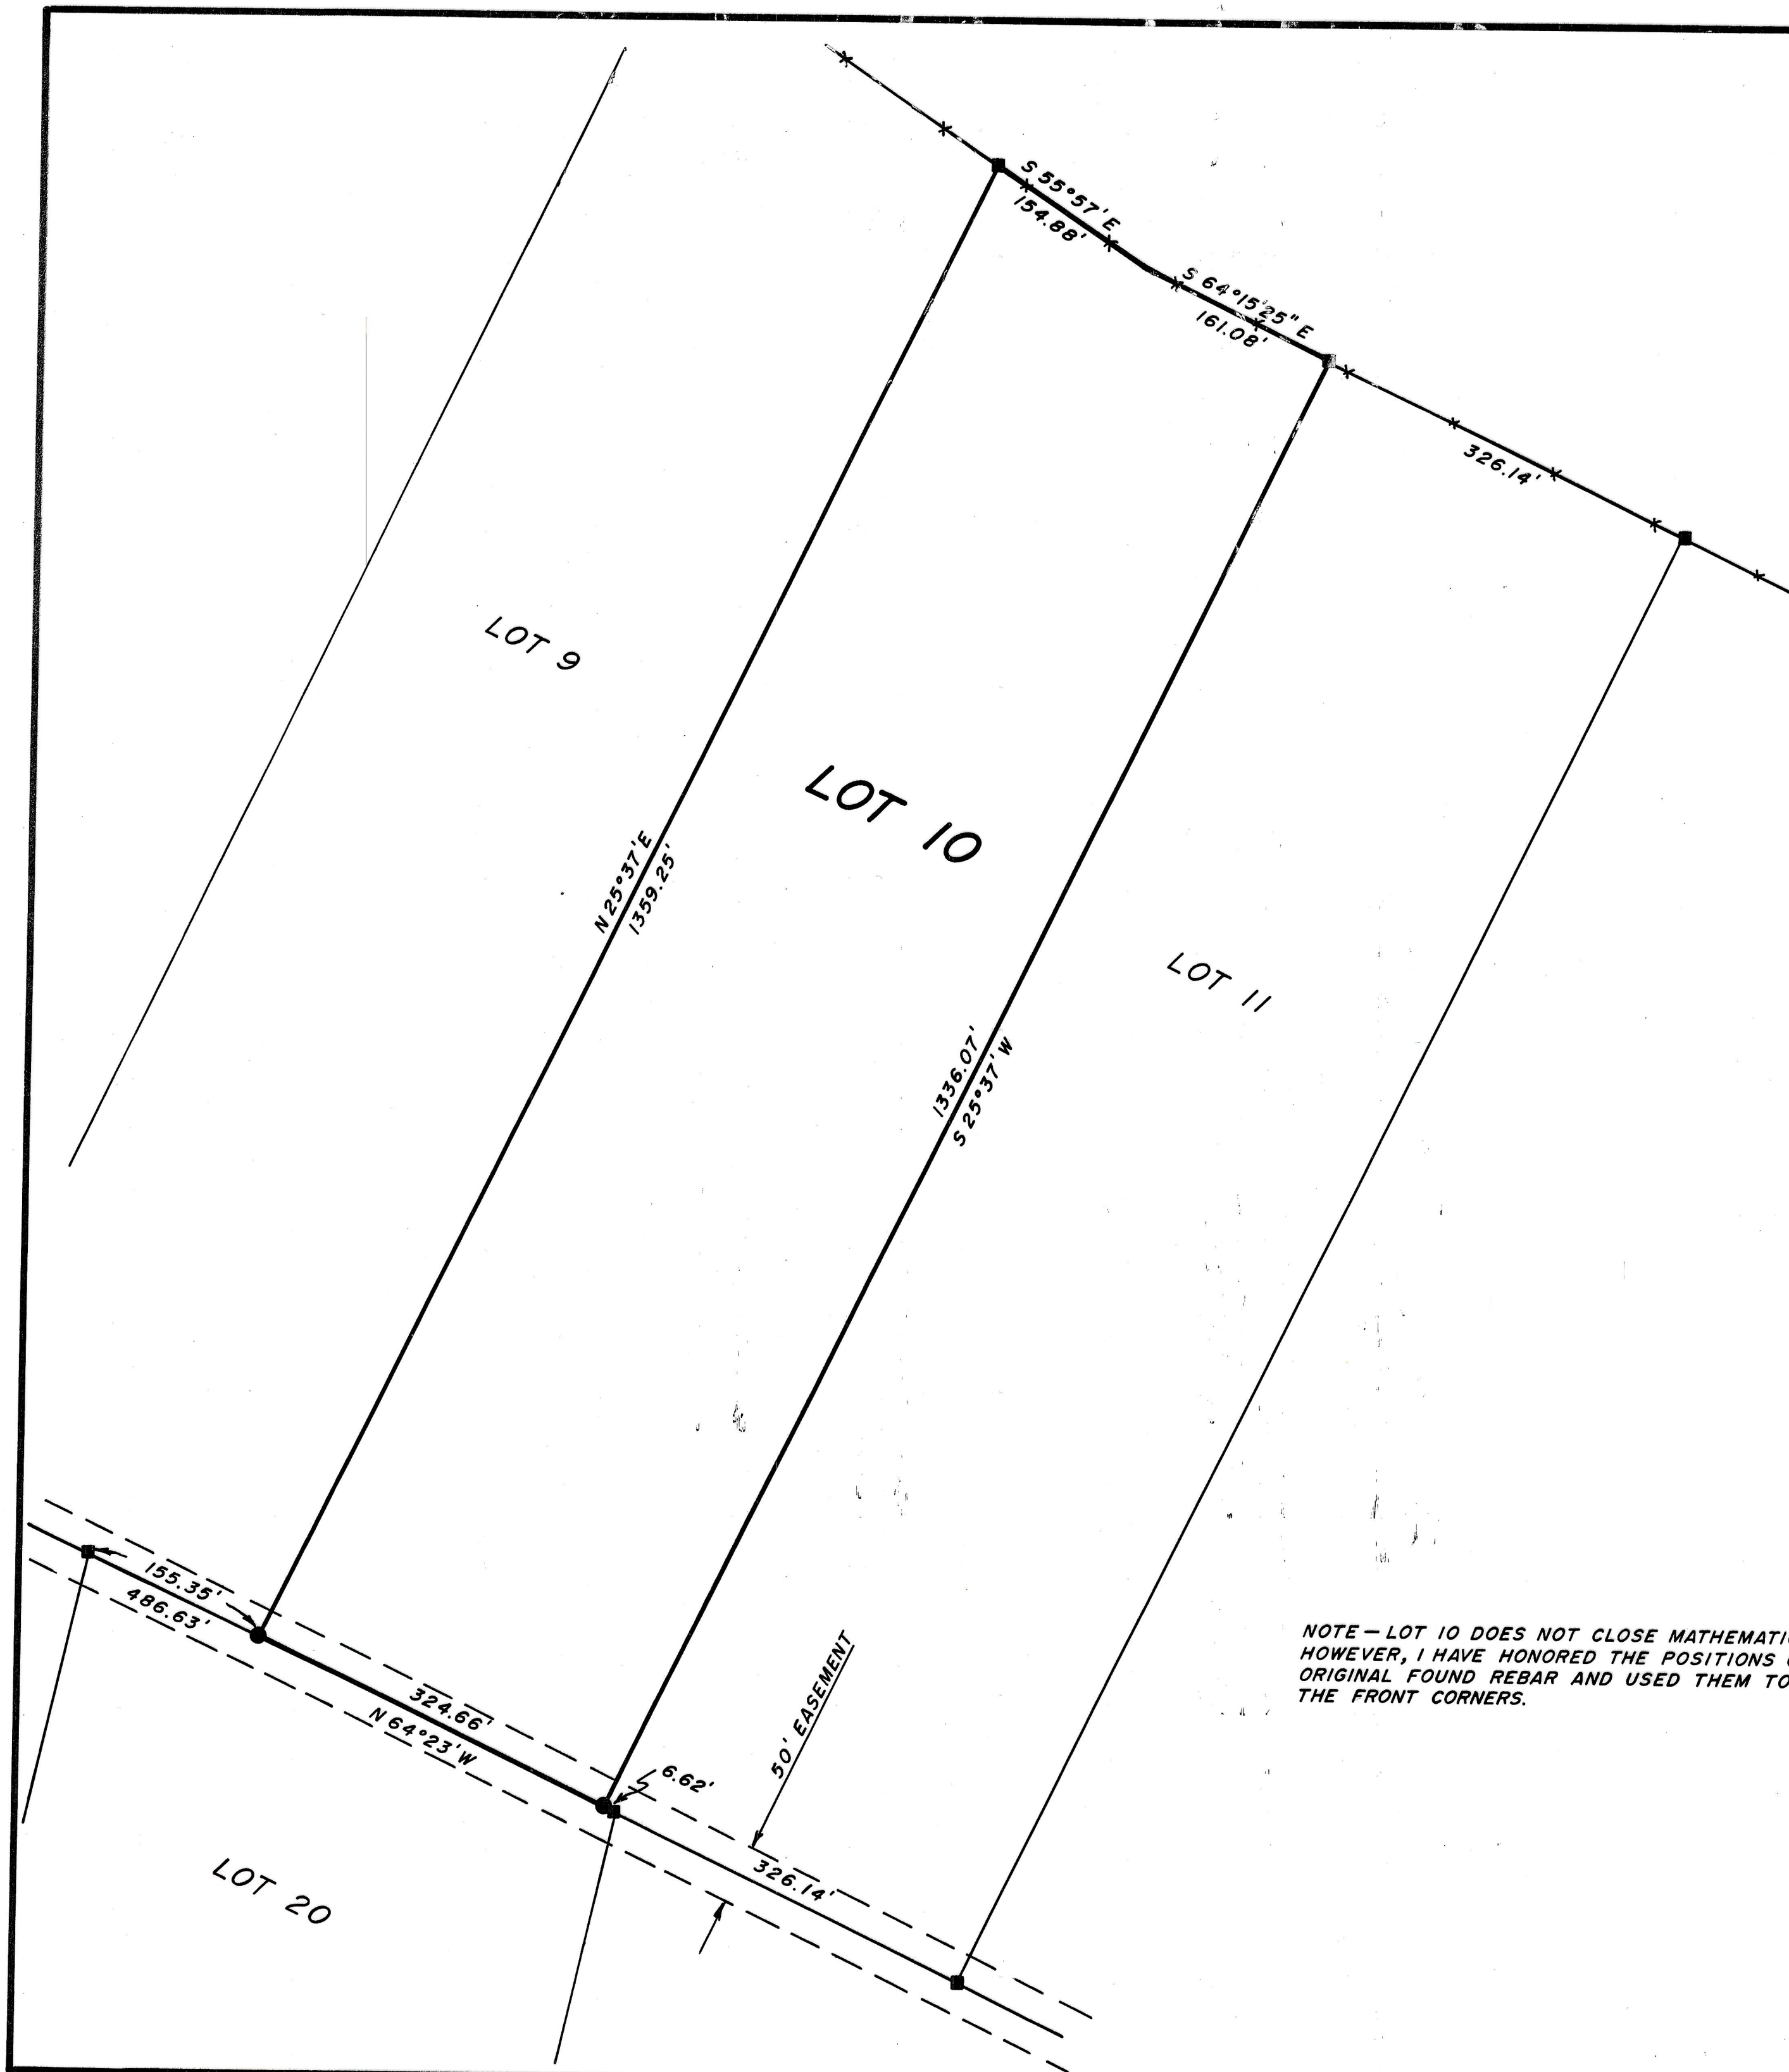 S 55°57' E
154.88'
S 64°15'25" E
161.08'
326.14'
LOT 9
LOT 10
N 25°37' E
1359.25'
LOT 11
1336.07'
S 25°37' W
155.35'
486.63'
324.66'
N 64°23' W
6.62'
50' EASEMENT
326.14'
LOT 20
NOTE — LOT 10 DOES NOT CLOSE
HOWEVER, I HAVE HONORED THE POSITIONS
ORIGINAL FOUND REBAR AND USED THEM TO
THE FRONT CORNERS.